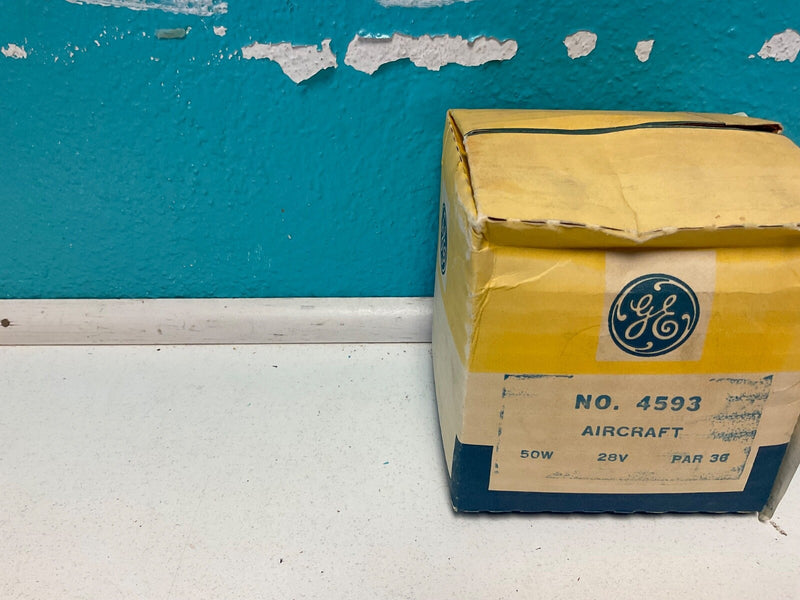 GE
NO. 4593
AIRCRAFT
50W 28V PAR 36